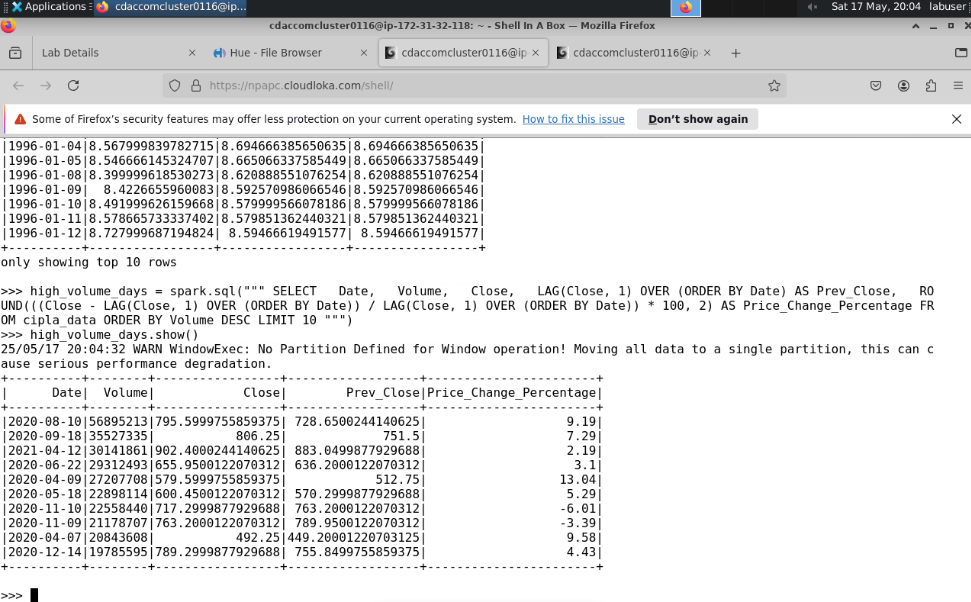 Applications cdaccomcluster0116@ip... Sat 17 May, 20:04 labuser
cdaccomcluster0116@ip-172-31-32-118: ~ - Shell In A Box — Mozilla Firefox
Lab Details × Hue - File Browser × cdaccomcluster0116@ip × cdaccomcluster0116@ip- × +
https://npapc.cloudloka.com/shell/
Some of Firefox's security features may offer less protection on your current operating system. How to fix this issue Don't show again
|1996-01-04|8.567999839782715|8.694666385650635|8.694666385650635|
|1996-01-05|8.546666145324707|8.665066337585449|8.665066337585449|
|1996-01-08|8.399999618530273|8.620888551076254|8.620888551076254|
|1996-01-09|  8.4226655960083|8.592570986066546|8.592570986066546|
|1996-01-10|8.491999626159668|8.579999566078186|8.579999566078186|
|1996-01-11|8.578665733337402|8.579851362440321|8.579851362440321|
|1996-01-12|8.727999687194824| 8.59466619491577| 8.59466619491577|
+----------+-----------------+-----------------+-----------------+
only showing top 10 rows
>>> high_volume_days = spark.sql(""" SELECT   Date,   Volume,   Close,   LAG(Close, 1) OVER (ORDER BY Date) AS Prev_Close,   RO
UND(((Close - LAG(Close, 1) OVER (ORDER BY Date)) / LAG(Close, 1) OVER (ORDER BY Date)) * 100, 2) AS Price_Change_Percentage FR
OM cipla_data ORDER BY Volume DESC LIMIT 10 """)
>>> high_volume_days.show()
25/05/17 20:04:32 WARN WindowExec: No Partition Defined for Window operation! Moving all data to a single partition, this can c
ause serious performance degradation.
+----------+--------+-----------------+------------------+-----------------------+
|      Date|  Volume|            Close|        Prev_Close|Price_Change_Percentage|
+----------+--------+-----------------+------------------+-----------------------+
|2020-08-10|56895213|795.5999755859375| 728.6500244140625|                   9.19|
|2020-09-18|35527335|           806.25|             751.5|                   7.29|
|2021-04-12|30141861|902.4000244140625| 883.0499877929688|                   2.19|
|2020-06-22|29312493|655.9500122070312| 636.2000122070312|                    3.1|
|2020-04-09|27207708|579.5999755859375|            512.75|                  13.04|
|2020-05-18|22898114|600.4500122070312| 570.2999877929688|                   5.29|
|2020-11-10|22558440|717.2999877929688| 763.2000122070312|                  -6.01|
|2020-11-09|21178707|763.2000122070312| 789.9500122070312|                  -3.39|
|2020-04-07|20843608|           492.25|449.20001220703125|                   9.58|
|2020-12-14|19785595|789.2999877929688| 755.8499755859375|                   4.43|
+----------+--------+-----------------+------------------+-----------------------+
>>>